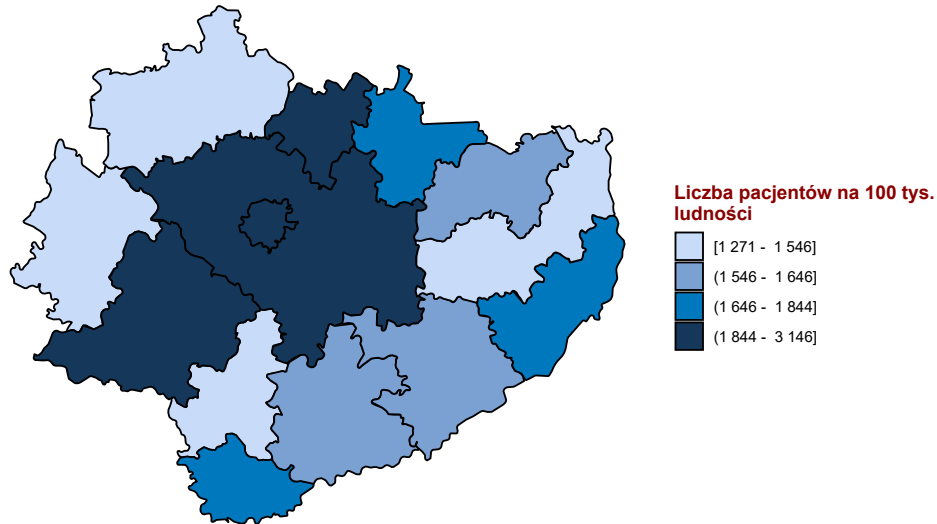 Liczba pacjentów na 100 tys.
ludności
[1 271 - 1 546]
(1 546 - 1 646]
(1 646 - 1 844]
(1 844 - 3 146]